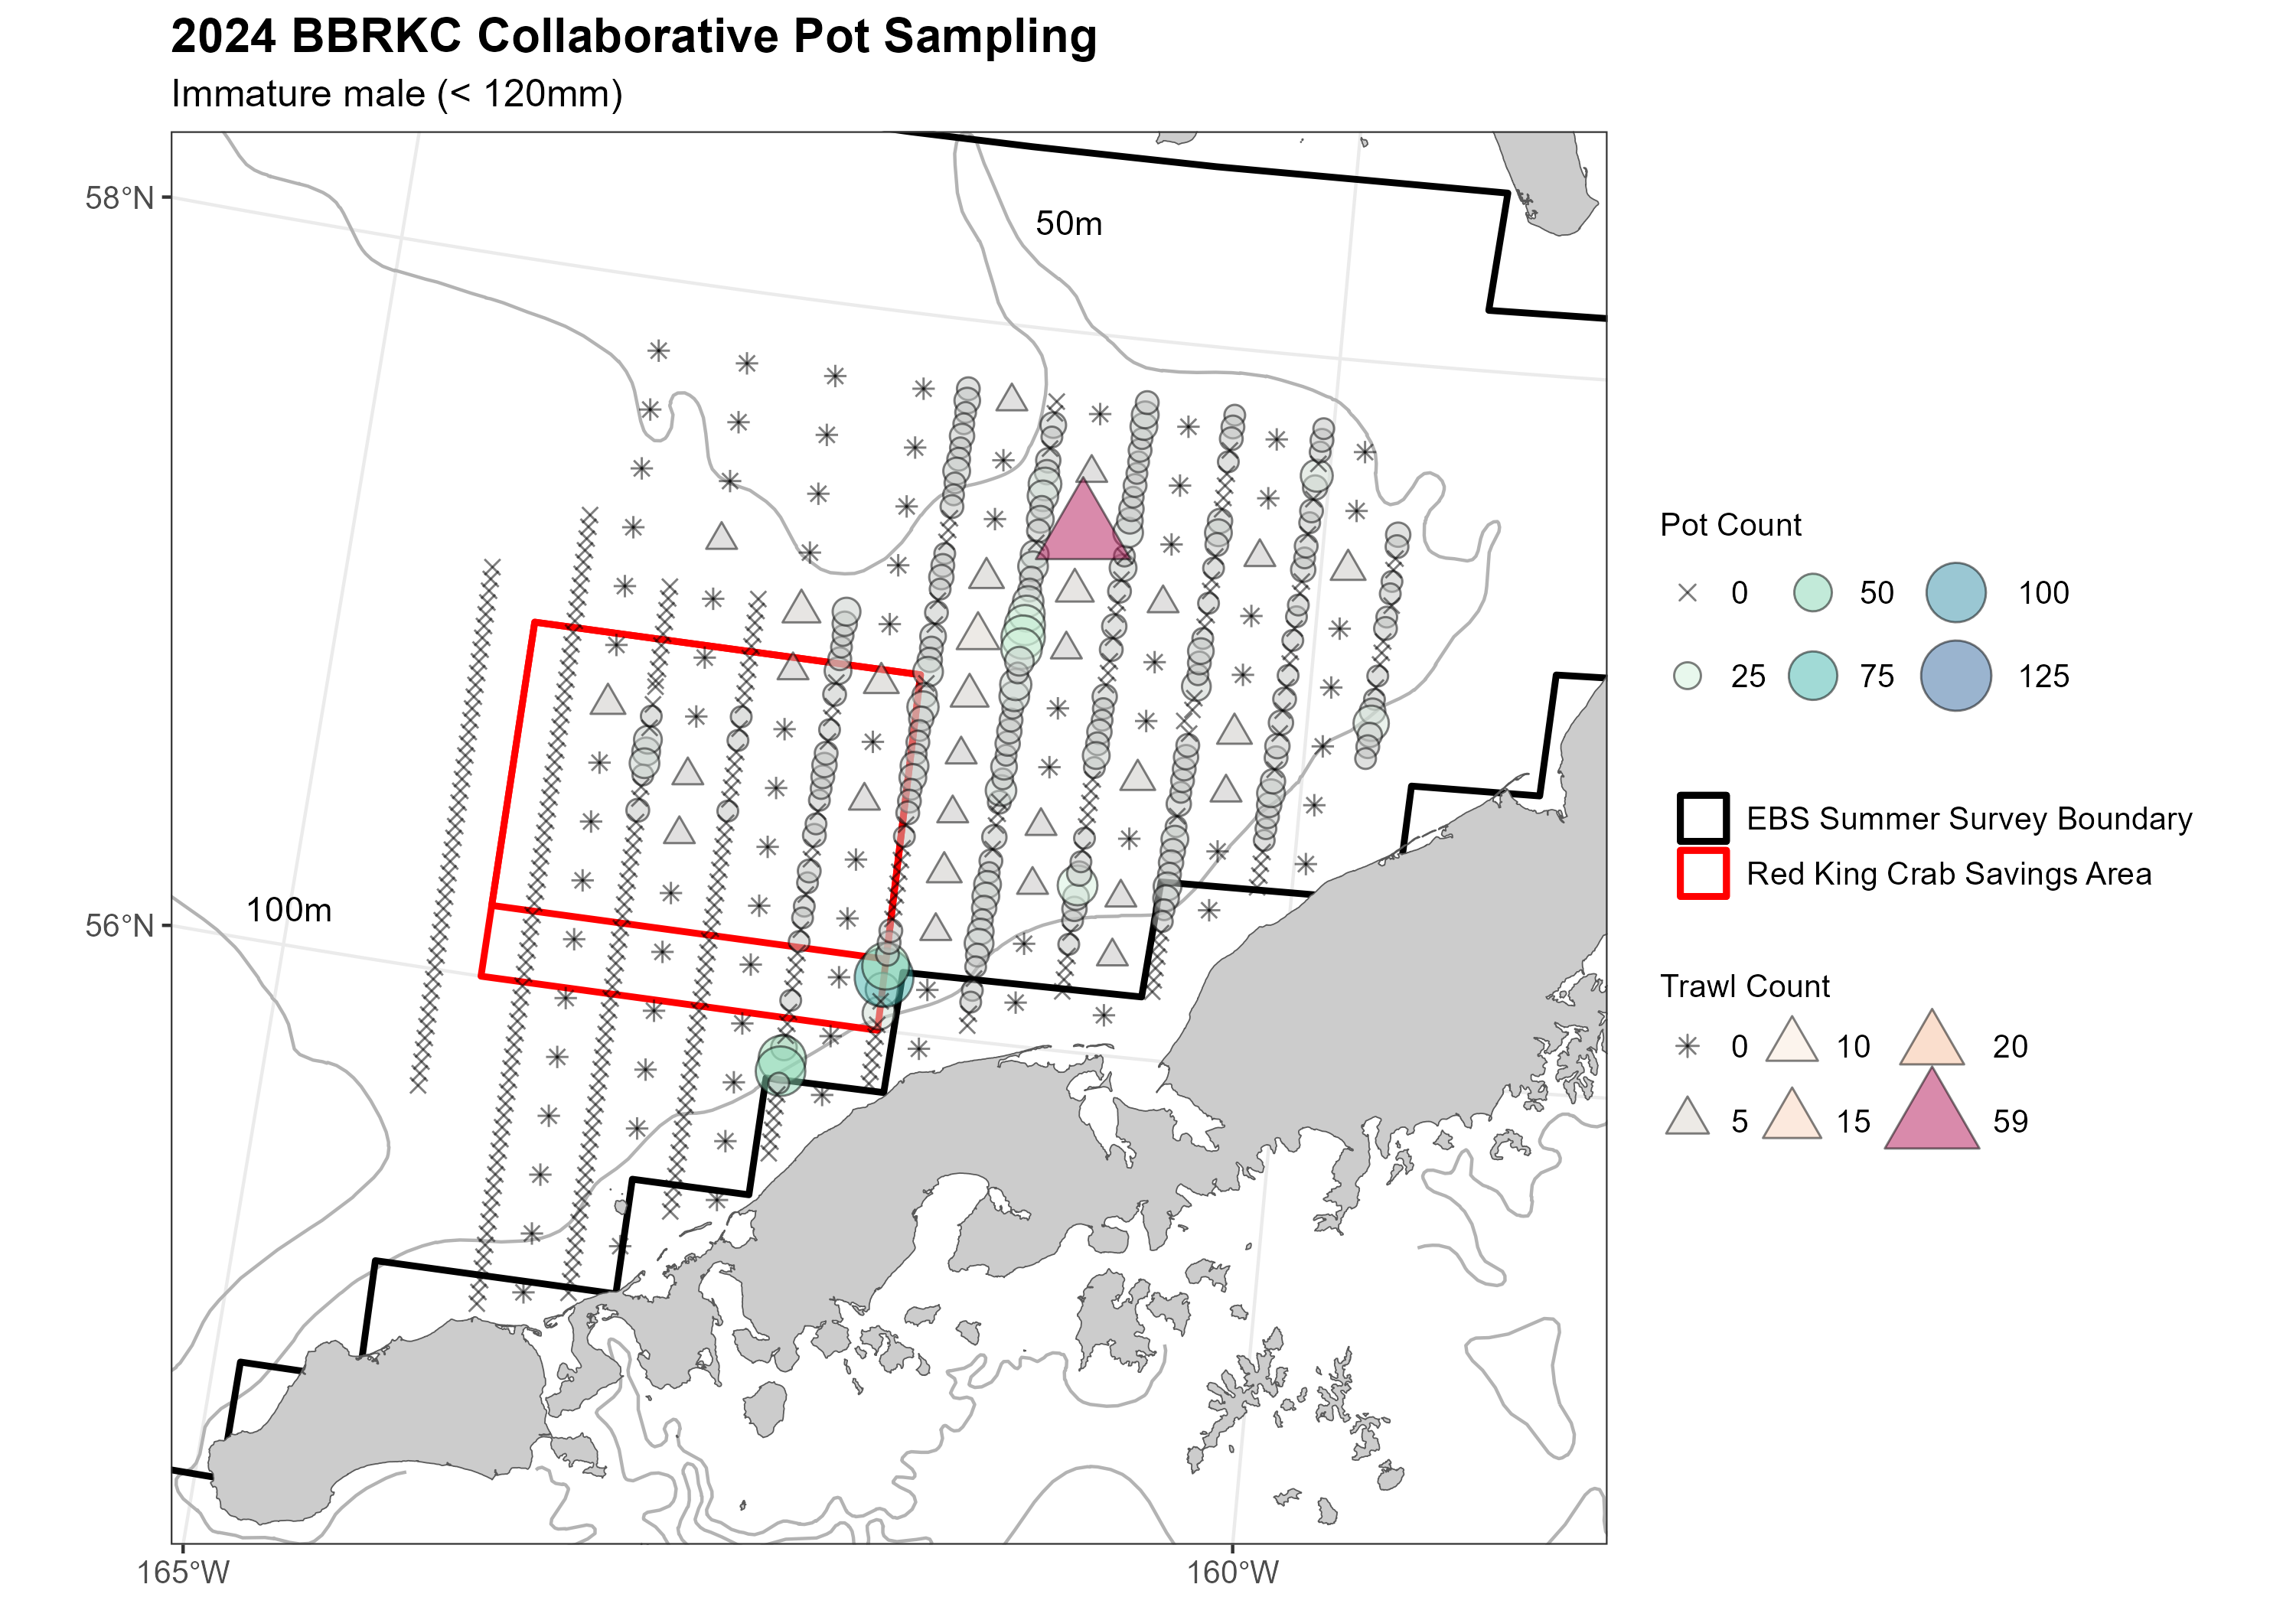 2024 BBRKC Collaborative Pot Sampling
Immature male (< 120mm)
58°N
56°N
165°W
160°W
50m
100m
Pot Count
0 50 100
25 75 125
EBS Summer Survey Boundary
Red King Crab Savings Area
Trawl Count
0 10 20
5 15 59